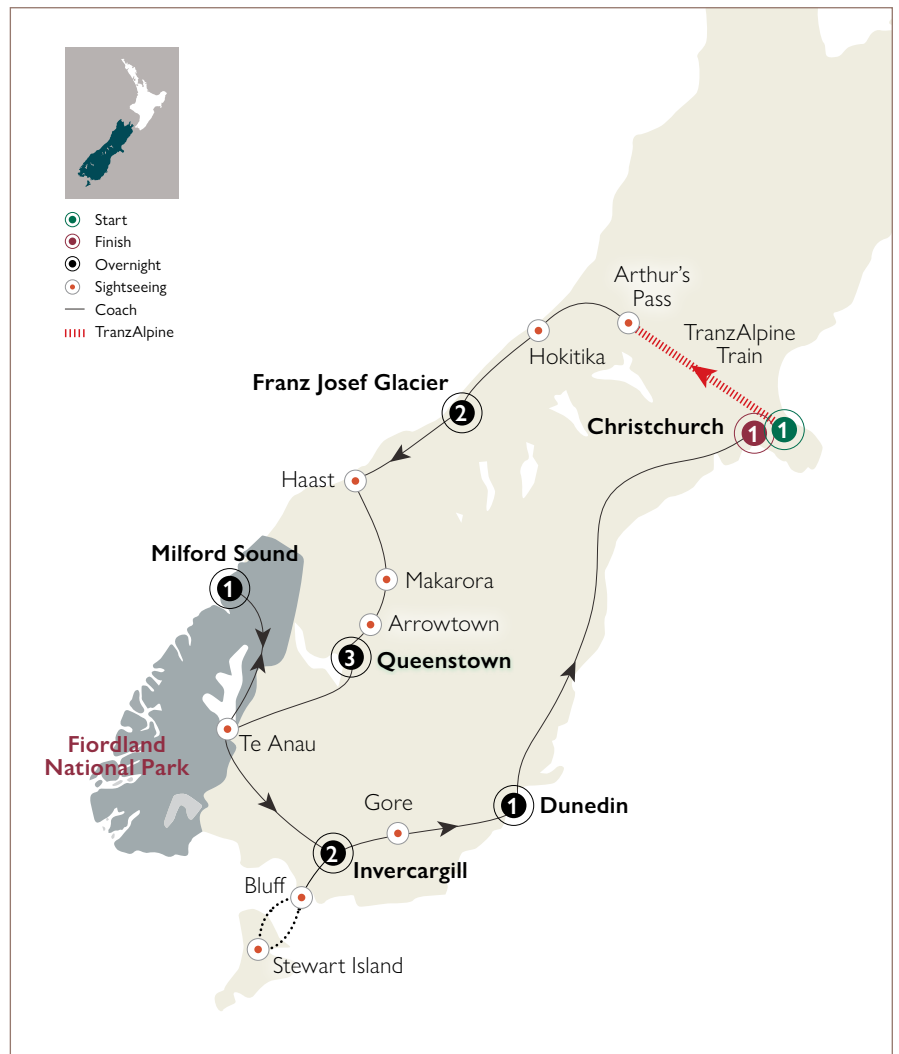 Start
Finish
Overnight
Sightseeing
Coach
TranzAlpine
Arthur's
Pass
TranzAlpine
Train
Hokitika
Franz Josef Glacier
2
Christchurch
1
1
Haast
Milford Sound
1
Makarora
Arrowtown
3
Queenstown
Te Anau
Fiordland
National Park
Gore
1
Dunedin
2
Invercargill
Bluff
Stewart Island